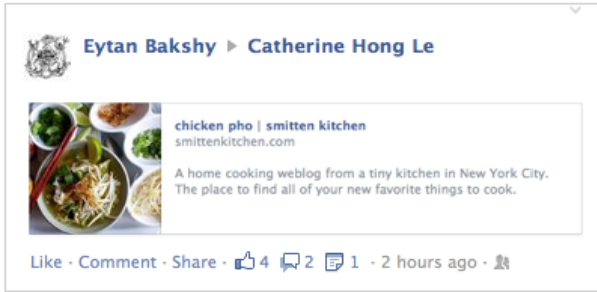 Eytan Bakshy ▶ Catherine Hong Le
chicken pho | smitten kitchen
smittenkitchen.com
A home cooking weblog from a tiny kitchen in New York City.
The place to find all of your new favorite things to cook.
Like · Comment · Share · 4 2 1 · 2 hours ago ·